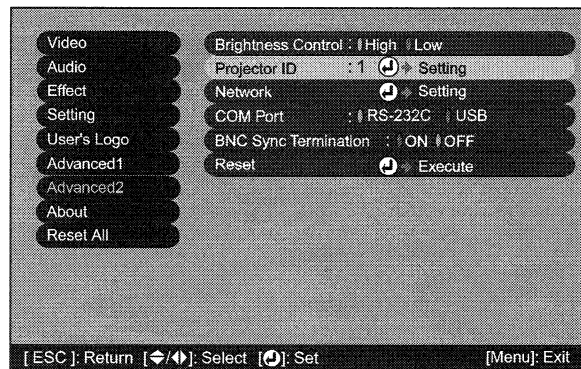 Video
Audio
Effect
Setting
User's Logo
Advanced1
Advanced2
About
Reset All
Brightness Control : High Low
Projector ID : 1 Setting
Network Setting
COM Port : RS-232C USB
BNC Sync Termination : ON OFF
Reset Execute
[ ESC ]: Return [ / ]: Select [ ]: Set [Menu]: Exit